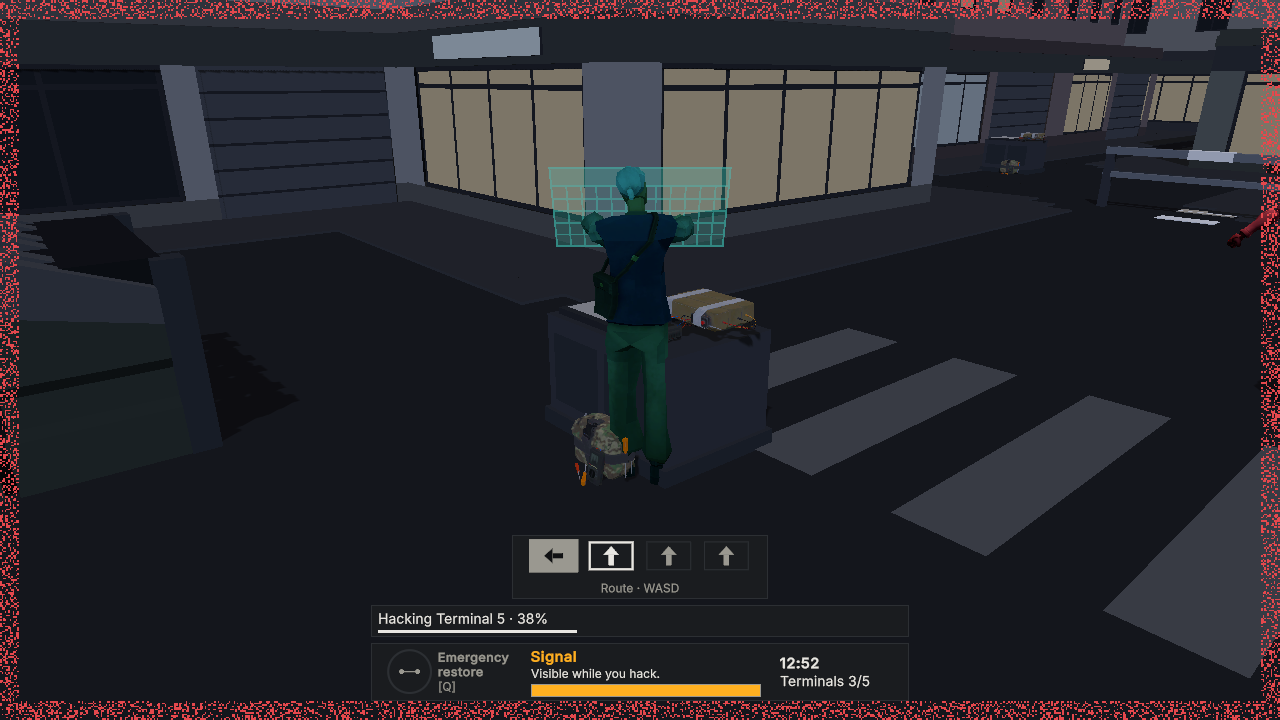 Route · WASD
Hacking Terminal 5 · 38%
Emergency
restore
[Q]
Signal
Visible while you hack.
12:52
Terminals 3/5